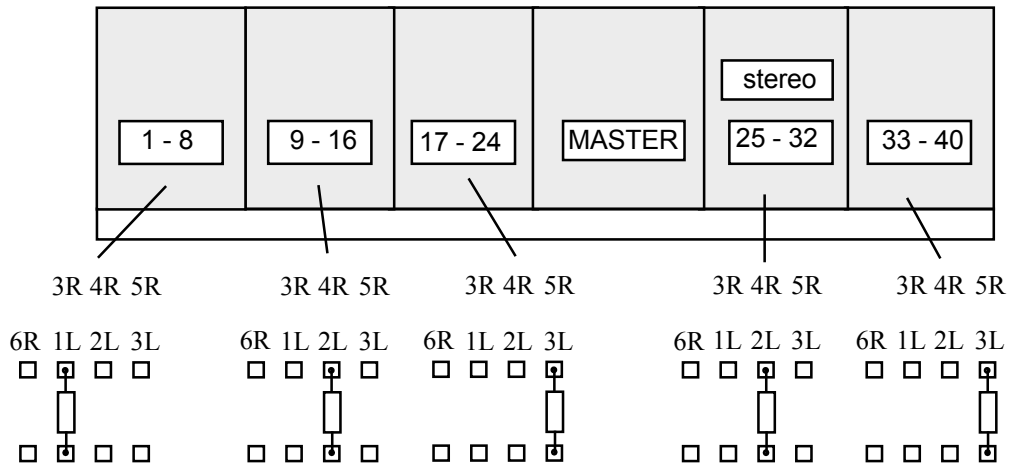 stereo
1 - 8 9 - 16 17 - 24 MASTER 25 - 32 33 - 40
3R 4R 5R 3R 4R 5R 3R 4R 5R 3R 4R 5R 3R 4R 5R
6R 1L 2L 3L 6R 1L 2L 3L 6R 1L 2L 3L 6R 1L 2L 3L 6R 1L 2L 3L